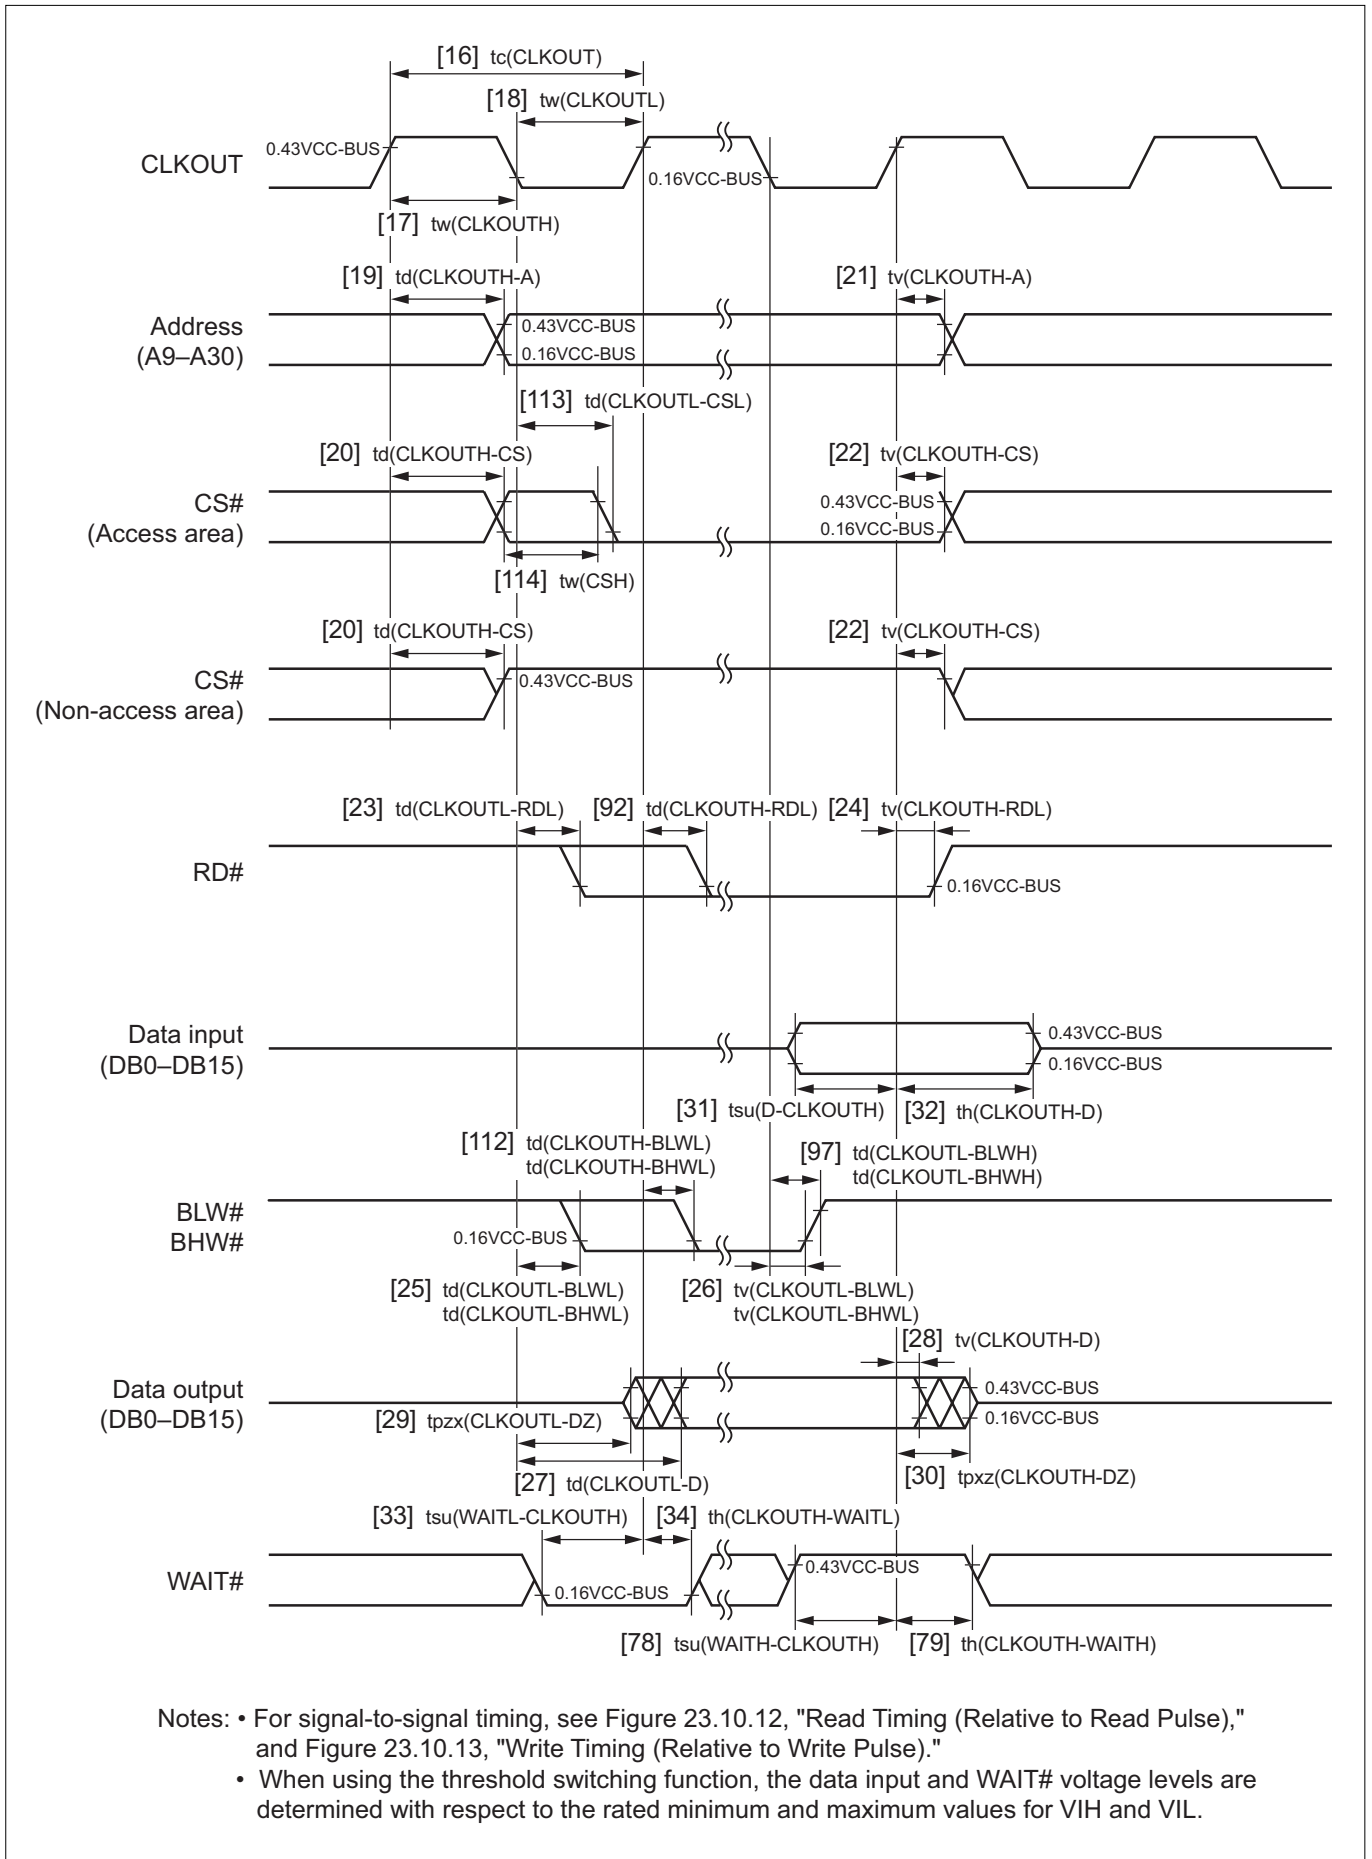 [16] tc(CLKOUT)
[18] tw(CLKOUTL)
CLKOUT
0.43VCC-BUS
0.16VCC-BUS
[17] tw(CLKOUTH)
[19] td(CLKOUTH-A)
[21] tv(CLKOUTH-A)
Address
(A9–A30)
0.43VCC-BUS
0.16VCC-BUS
[113] td(CLKOUTL-CSL)
[20] td(CLKOUTH-CS)
[22] tv(CLKOUTH-CS)
CS#
(Access area)
0.43VCC-BUS
0.16VCC-BUS
[114] tw(CSH)
[20] td(CLKOUTH-CS)
[22] tv(CLKOUTH-CS)
CS#
(Non-access area)
0.43VCC-BUS
[23] td(CLKOUTL-RDL)
[92] td(CLKOUTH-RDL)
[24] tv(CLKOUTH-RDL)
RD#
0.16VCC-BUS
Data input
(DB0–DB15)
0.43VCC-BUS
0.16VCC-BUS
[31] tsu(D-CLKOUTH)
[32] th(CLKOUTH-D)
[112] td(CLKOUTH-BLWL)
td(CLKOUTH-BHWL)
[97] td(CLKOUTL-BLWH)
td(CLKOUTL-BHWH)
BLW#
BHW#
0.16VCC-BUS
[25] td(CLKOUTL-BLWL)
td(CLKOUTL-BHWL)
[26] tv(CLKOUTL-BLWL)
tv(CLKOUTL-BHWL)
[28] tv(CLKOUTH-D)
Data output
(DB0–DB15)
0.43VCC-BUS
0.16VCC-BUS
[29] tpzx(CLKOUTL-DZ)
[27] td(CLKOUTL-D)
[30] tpxz(CLKOUTH-DZ)
[33] tsu(WAITL-CLKOUTH)
[34] th(CLKOUTH-WAITL)
WAIT#
0.16VCC-BUS
0.43VCC-BUS
[78] tsu(WAITH-CLKOUTH)
[79] th(CLKOUTH-WAITH)
Notes: • For signal-to-signal timing, see Figure 23.10.12, "Read Timing (Relative to Read Pulse),"
and Figure 23.10.13, "Write Timing (Relative to Write Pulse)."
• When using the threshold switching function, the data input and WAIT# voltage levels are
determined with respect to the rated minimum and maximum values for VIH and VIL.